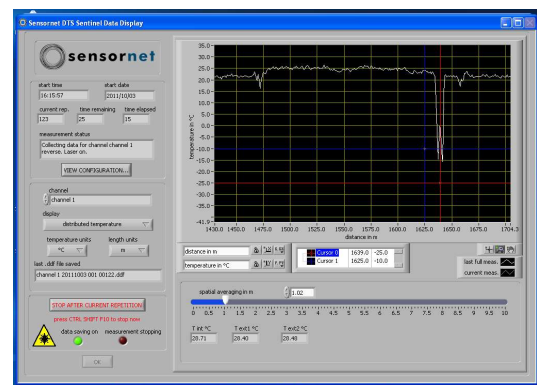 Sensornet DTS Sentinel Data Display
sensornet
start time
start date
16:15:57
2011/10/03
current rep.
time remaining
time elapsed
123
25
15
measurement status
Collecting data for channel channel 1
reverse. Laser on.
VIEW CONFIGURATION...
channel
channel 1
display
distributed temperature
temperature units
length units
°C
m
last .ddf file saved
channel 1 20111003 001 00122.ddf
STOP AFTER CURRENT REPETITION
press CTRL SHIFT F10 to stop now
data saving on
measurement stopping
OK
temperature in °C
35.0
30.0
25.0
20.0
15.0
10.0
5.0
0.0
-5.0
-10.0
-15.0
-20.0
-25.0
-30.0
-35.0
-41.9
1430.0 1450.0 1475.0 1500.0 1525.0 1550.0 1575.0 1600.0 1625.0 1650.0 1675.0 1704.3
distance in m
distance in m
temperature in °C
Cursor 0 1639.0 -25.0
Cursor 1 1625.0 -10.0
last full meas.
current meas.
spatial averaging in m
1.02
0 0.5 1 1.5 2 2.5 3 3.5 4 4.5 5 5.5 6 6.5 7 7.5 8 8.5 9 9.5 10
T int °C
T ext1 °C
T ext2 °C
28.71
28.40
28.48